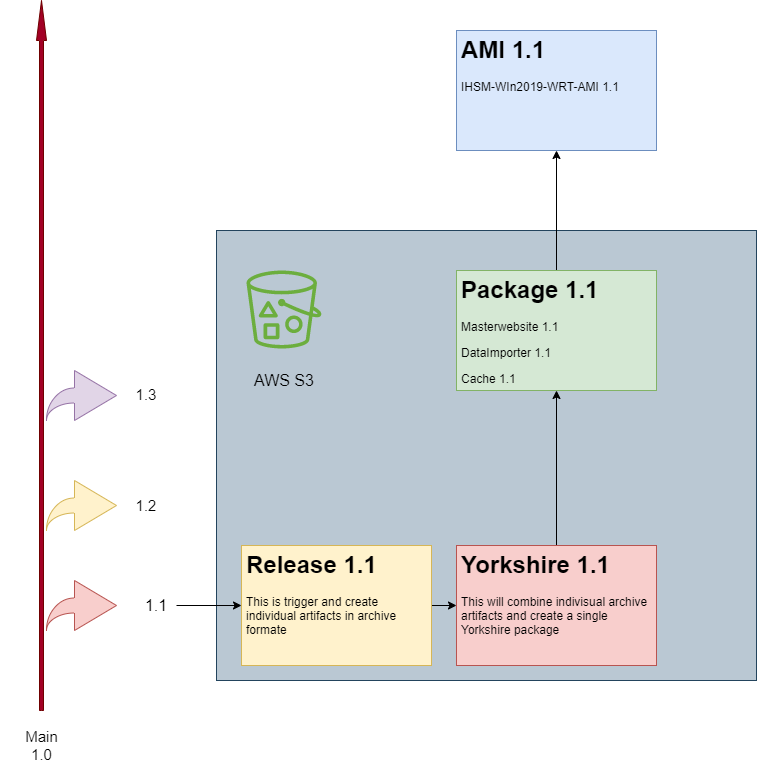 AMI 1.1
IHSM-WIn2019-WRT-AMI 1.1
Package 1.1
Masterwebsite 1.1
DataImporter 1.1
Cache 1.1
AWS S3
1.3
1.2
1.1
Release 1.1
This is trigger and create
individual artifacts in archive
formate
Yorkshire 1.1
This will combine indivisual archive
artifacts and create a single
Yorkshire package
Main
1.0